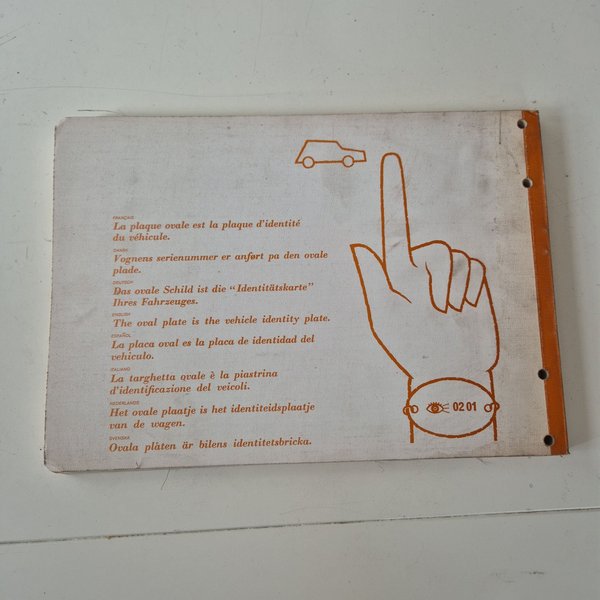 FRANÇAIS
La plaque ovale est la plaque d'identité
du véhicule.
DANSK
Vognens serienummer er anført pa den ovale
plade.
DEUTSCH
Das ovale Schild ist die “Identitätskarte”
Ihres Fahrzeuges.
ENGLISH
The oval plate is the vehicle identity plate.
ESPAÑOL
La placa oval es la placa de identidad del
vehiculo.
ITALIANO
La targhetta ovale è la piastrina
d'identificazione del veicoli.
NEDERLANDS
Het ovale plaatje is het identiteidsplaatje
van de wagen.
SVENSKA
Ovala plåten är bilens identitetsbricka.
02 01